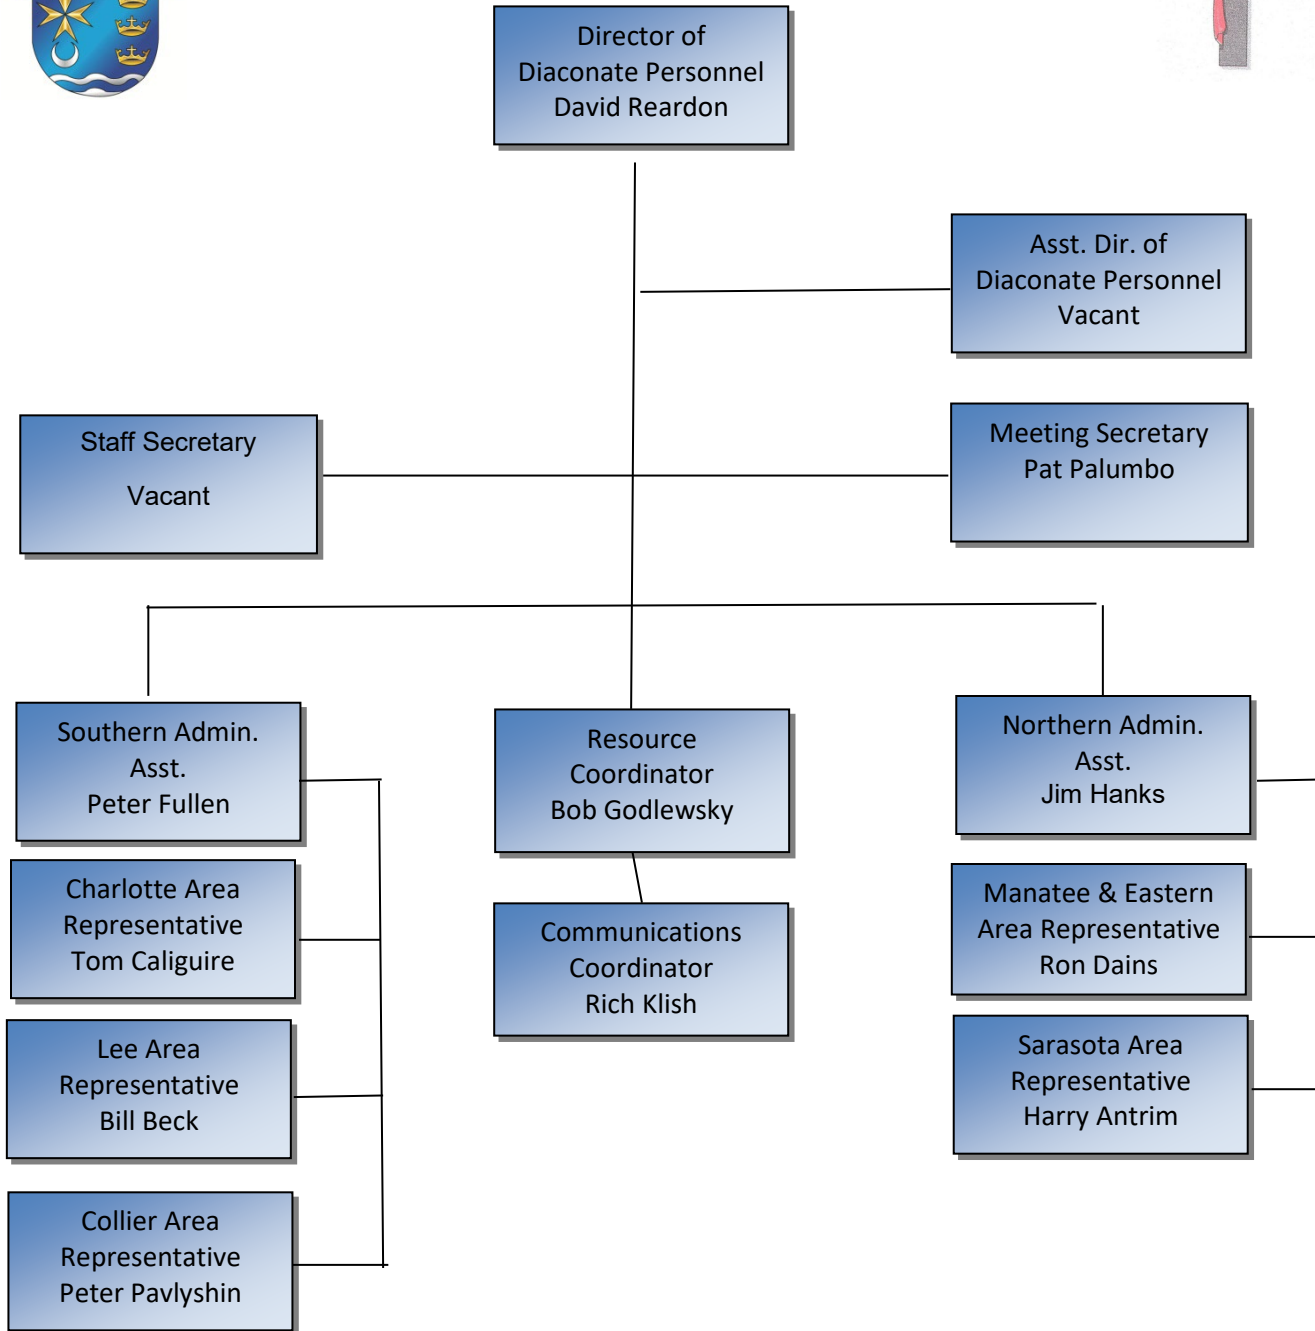 Director of
Diaconate Personnel
David Reardon
Asst. Dir. of
Diaconate Personnel
Vacant
Staff Secretary
Vacant
Meeting Secretary
Pat Palumbo
Southern Admin.
Asst.
Peter Fullen
Resource
Coordinator
Bob Godlewsky
Northern Admin.
Asst.
Jim Hanks
Charlotte Area
Representative
Tom Caliguire
Communications
Coordinator
Rich Klish
Manatee & Eastern
Area Representative
Ron Dains
Lee Area
Representative
Bill Beck
Sarasota Area
Representative
Harry Antrim
Collier Area
Representative
Peter Pavlyshin